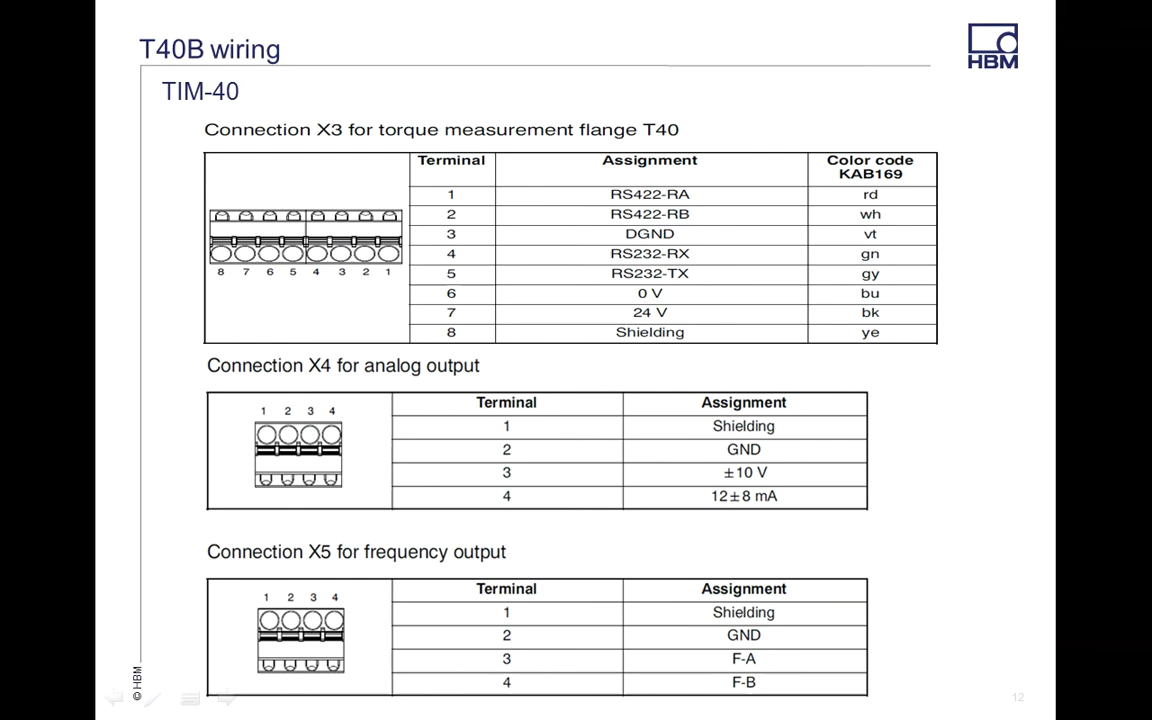 T40B wiring
HBM
TIM-40
Connection X3 for torque measurement flange T40
Terminal Assignment Color code KAB169
1 RS422-RA rd
2 RS422-RB wh
3 DGND vt
4 RS232-RX gn
5 RS232-TX gy
6 0 V bu
7 24 V bk
8 Shielding ye
8 7 6 5 4 3 2 1
Connection X4 for analog output
1 2 3 4
Terminal Assignment
1 Shielding
2 GND
3 ±10 V
4 12±8 mA
Connection X5 for frequency output
1 2 3 4
Terminal Assignment
1 Shielding
2 GND
3 F-A
4 F-B
© HBM
12